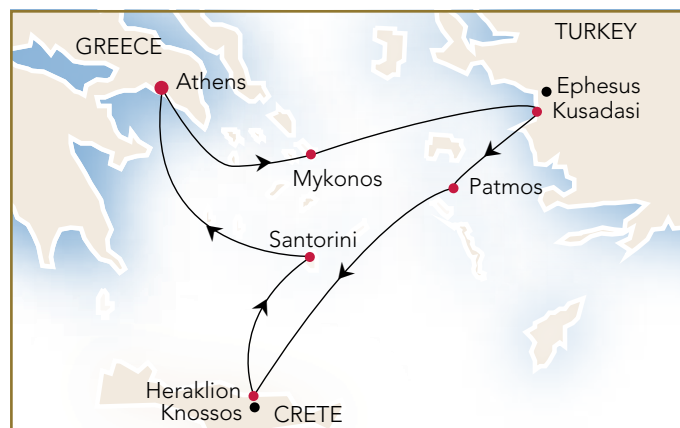 GREECE
TURKEY
Athens
Ephesus
Kusadasi
Mykonos
Patmos
Santorini
Heraklion
Knossos
CRETE